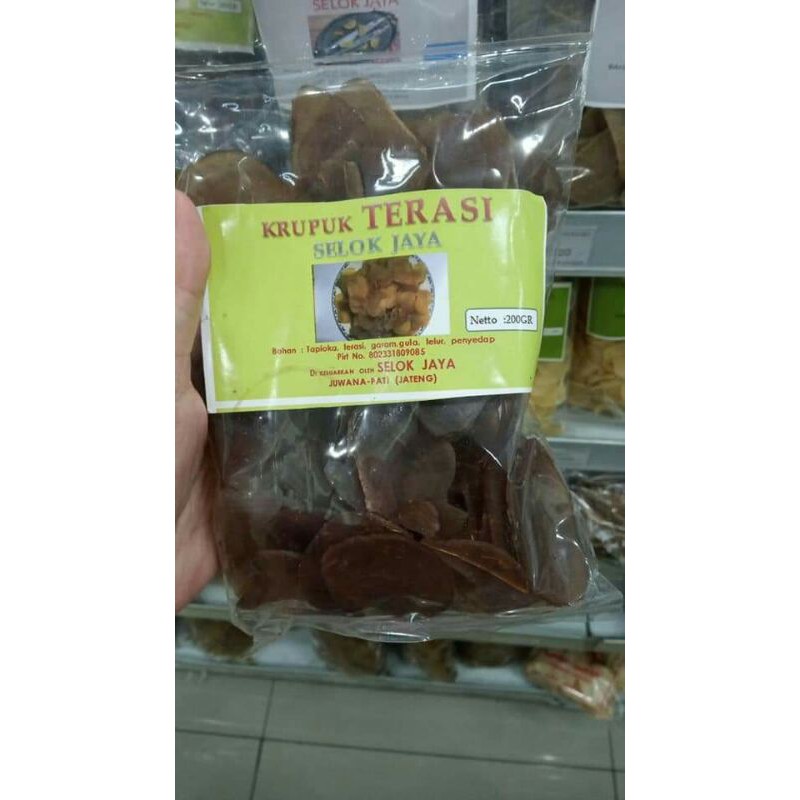 SELOK JAYA
KRUPUK TERASI
SELOK JAYA
Netto :200GR
Bahan : Tapioka, terasi, garam,gula, telur, penyedap
Pirt No. 802331809085
DI KELUARKAN OLEH SELOK JAYA
JUWANA-PATI (JATENG)